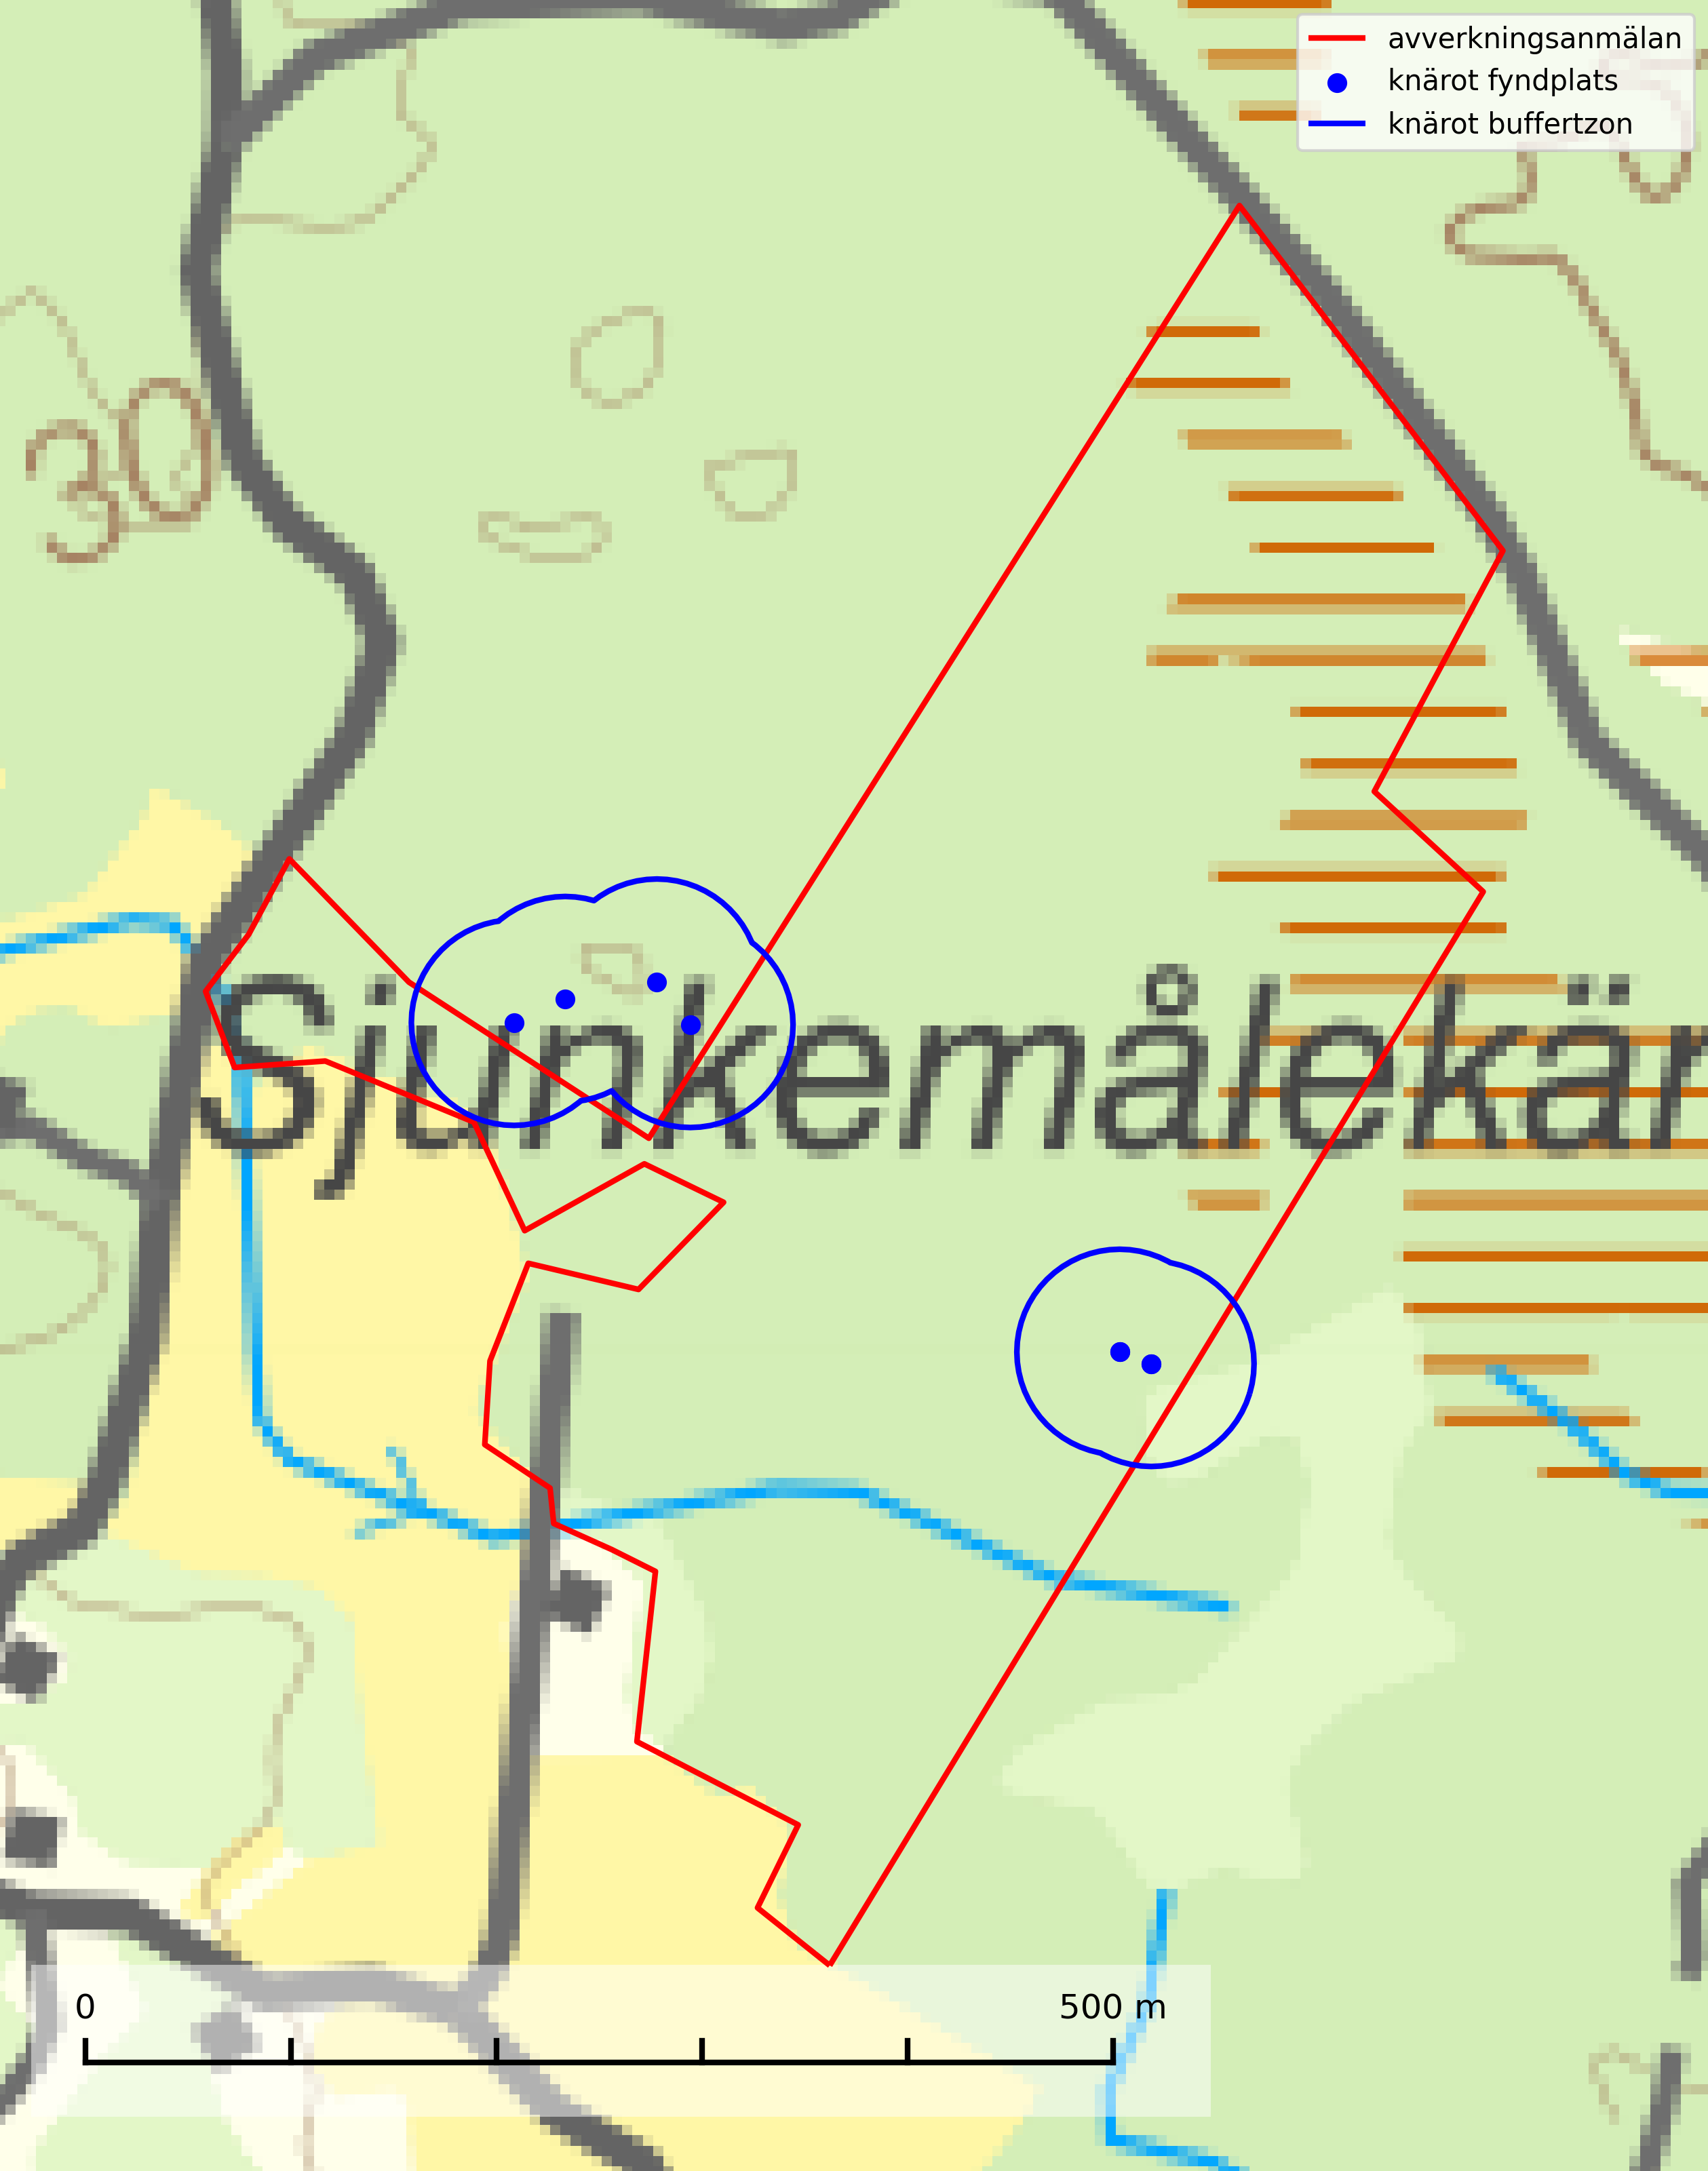 avverkningsanmälan
knärot fyndplats
knärot buffertzon
30
Sjunkemålekär
0
500 m